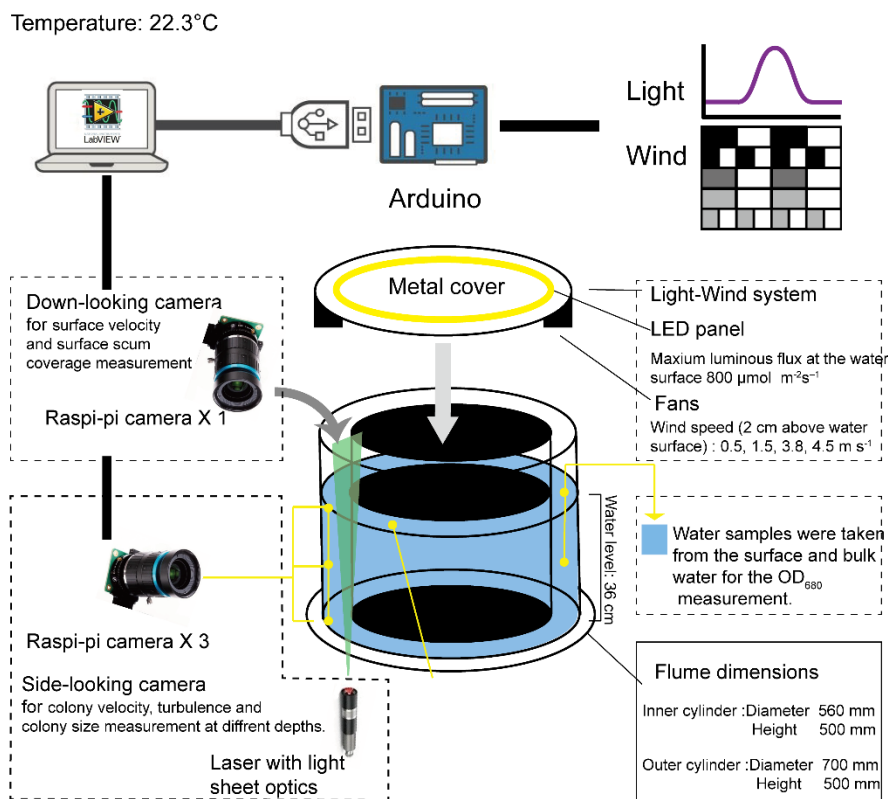 Temperature: 22.3°C
LabVIEW
Arduino
Light
Wind
Down-looking camera
for surface velocity
and surface scum
coverage measurement
Raspi-pi camera X 1
Metal cover
Light-Wind system
LED panel
Maxium luminous flux at the water
surface 800 μmol m⁻²s⁻¹
Fans
Wind speed (2 cm above water
surface) : 0.5, 1.5, 3.8, 4.5 m s⁻¹
Water level: 36 cm
Water samples were taken
from the surface and bulk
water for the OD₆₈₀
measurement.
Raspi-pi camera X 3
Side-looking camera
for colony velocity, turbulence and
colony size measurement at diffrent depths.
Laser with light
sheet optics
Flume dimensions
Inner cylinder :Diameter 560 mm
Height 500 mm
Outer cylinder :Diameter 700 mm
Height 500 mm